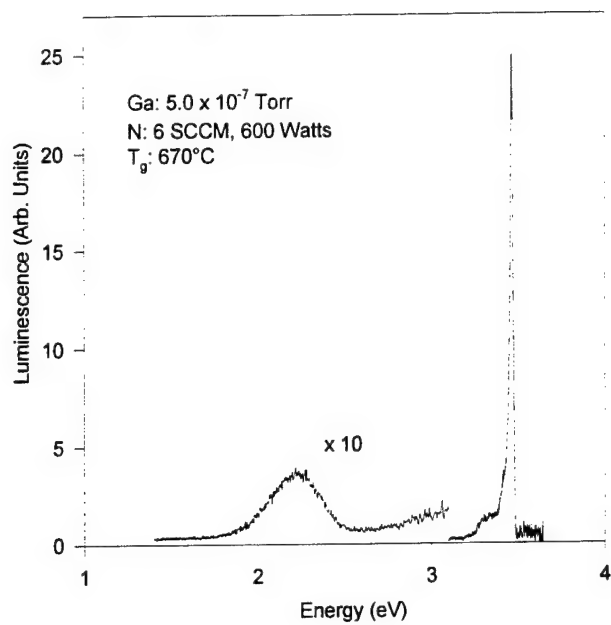 25
Ga: 5.0 x 10⁻⁷ Torr
N: 6 SCCM, 600 Watts
Tg: 670°C
20
15
10
5
0
x 10
1
2
3
4
Luminescence (Arb. Units)
Energy (eV)